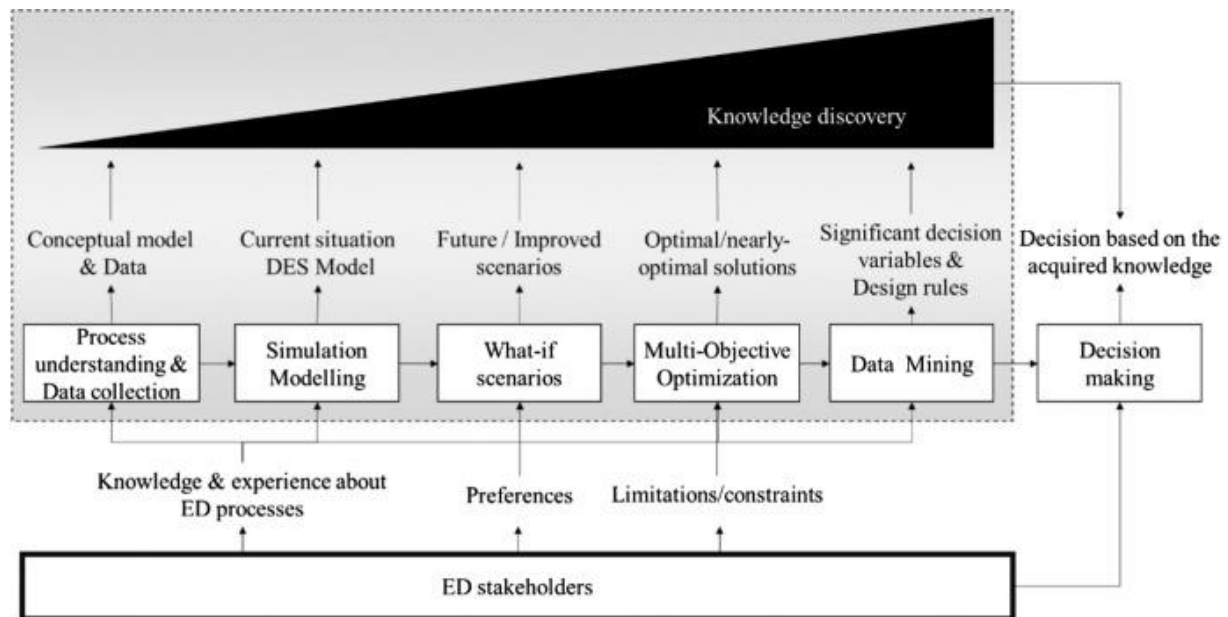 Knowledge discovery
Conceptual model
& Data
Current situation
DES Model
Future / Improved
scenarios
Optimal/nearly-
optimal solutions
Significant decision
variables &
Design rules
Decision based on the
acquired knowledge
Process
understanding &
Data collection
Simulation
Modelling
What-if
scenarios
Multi-Objective
Optimization
Data Mining
Decision
making
Knowledge & experience about
ED processes
Preferences
Limitations/constraints
ED stakeholders